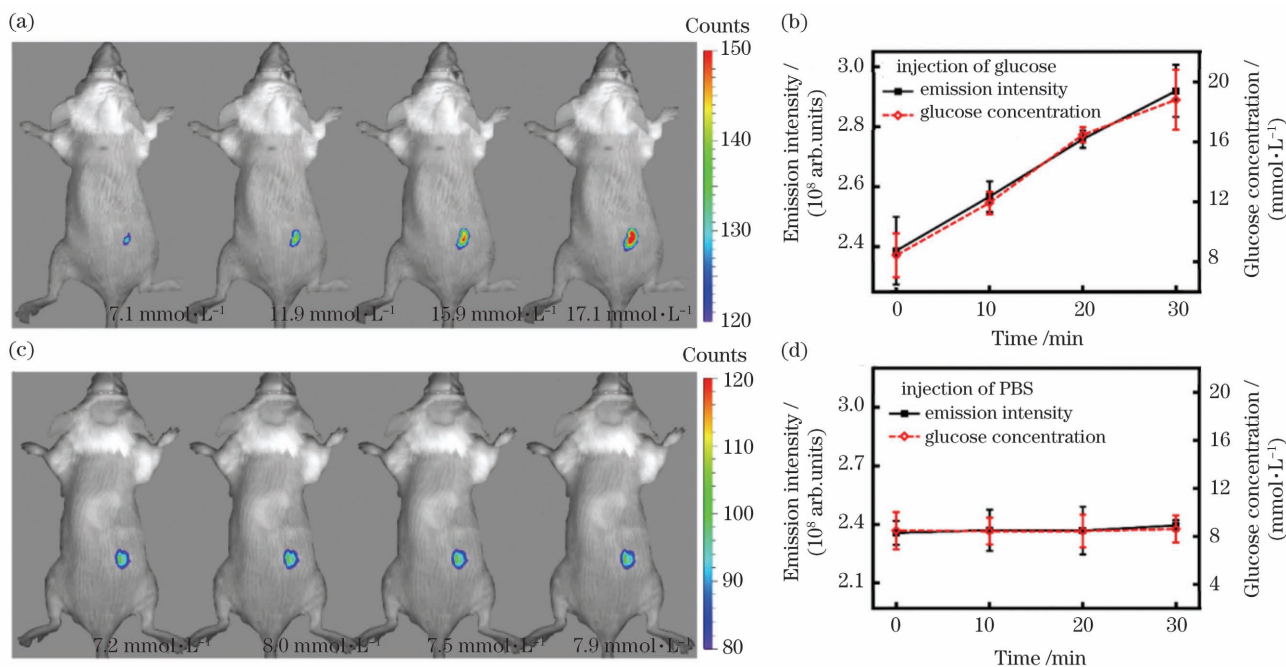 (a)
Counts
150
140
130
120
7.1 mmol·L⁻¹
11.9 mmol·L⁻¹
15.9 mmol·L⁻¹
17.1 mmol·L⁻¹
(b)
injection of glucose
emission intensity
glucose concentration
Emission intensity /
(10⁸ arb.units)
3.0
2.8
2.6
2.4
Glucose concentration /
(mmol·L⁻¹)
20
16
12
8
0 10 20 30
Time /min
(c)
Counts
120
110
100
90
80
7.2 mmol·L⁻¹
8.0 mmol·L⁻¹
7.5 mmol·L⁻¹
7.9 mmol·L⁻¹
(d)
injection of PBS
emission intensity
glucose concentration
Emission intensity /
(10⁸ arb.units)
3.0
2.7
2.4
2.1
Glucose concentration /
(mmol·L⁻¹)
20
16
12
8
4
0 10 20 30
Time /min